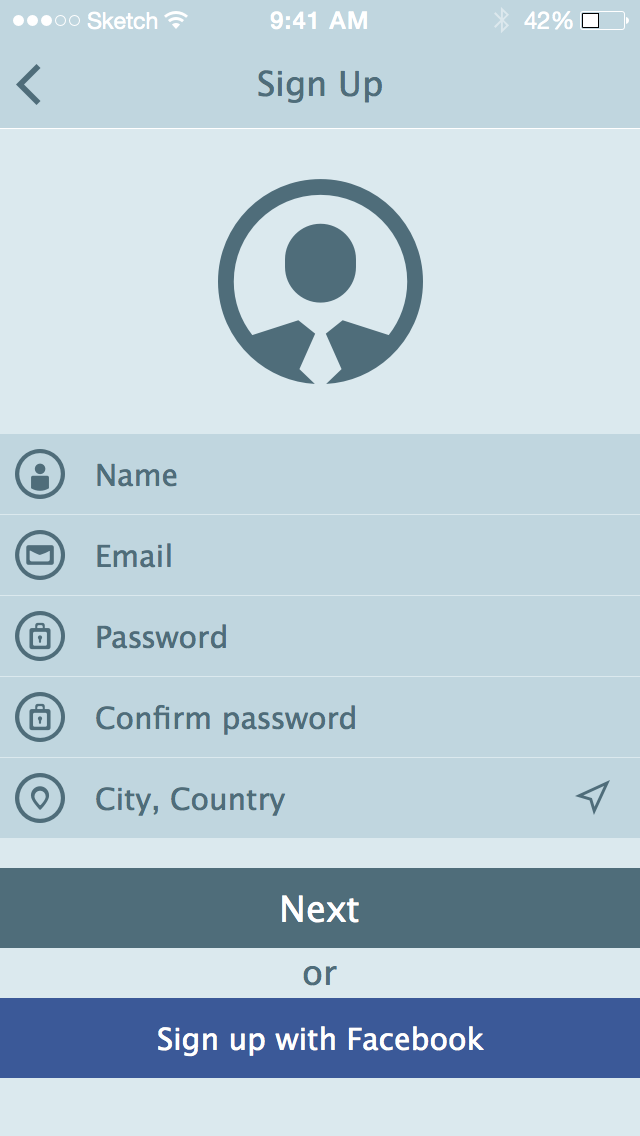 Sketch 9:41 AM 42%
Sign Up
Name
Email
Password
Confirm password
City, Country
Next
or
Sign up with Facebook